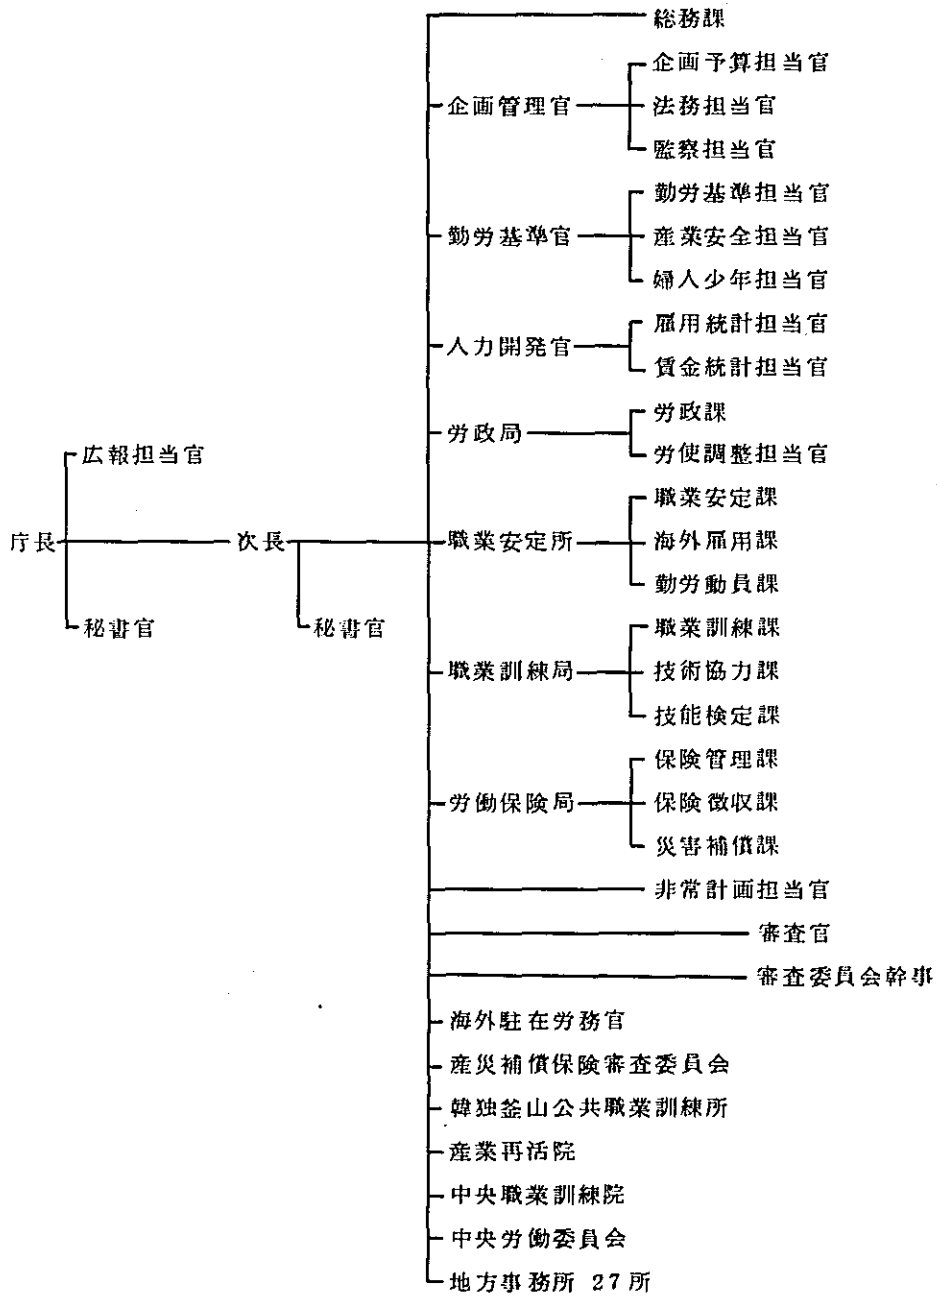 総務課
企画予算担当官
企画管理官
法務担当官
監察担当官
勤労基準担当官
勤労基準官
産業安全担当官
婦人少年担当官
雇用統計担当官
人力開発官
賃金統計担当官
労政課
労政局
労使調整担当官
広報担当官
職業安定課
庁長
次長
職業安定所
海外雇用課
勤労動員課
秘書官
秘書官
職業訓練課
職業訓練局
技術協力課
技能検定課
保険管理課
労働保険局
保険徴収課
災害補償課
非常計画担当官
審査官
審査委員会幹事
海外駐在労務官
産災補償保険審査委員会
韓独釜山公共職業訓練所
産業再活院
中央職業訓練院
中央労働委員会
地方事務所 27所